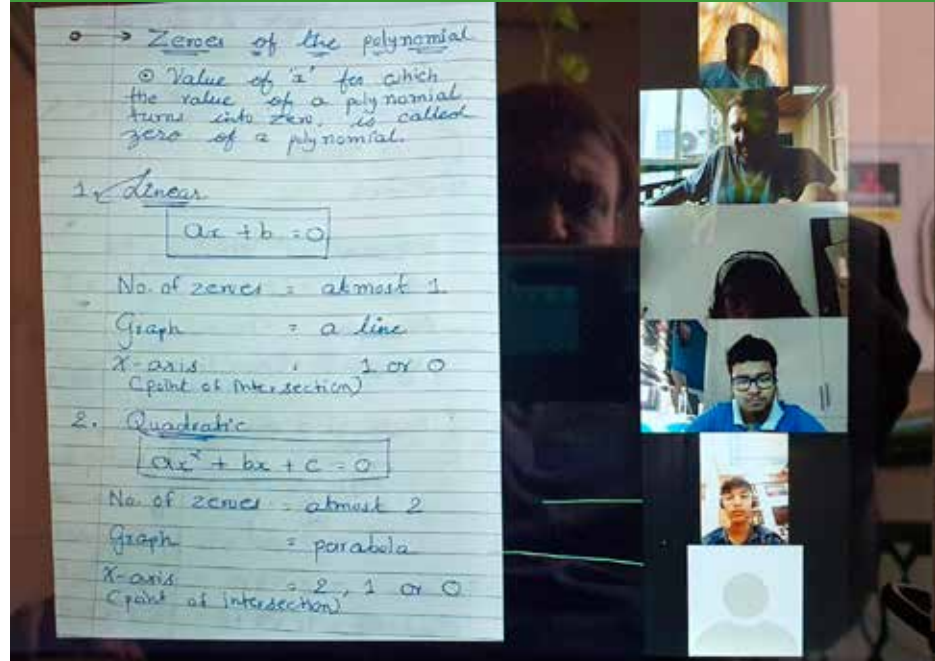 Zeroes of the polynomial
Value of 'x' for which
the value of a polynomial
turns into zero, is called
zero of a polynomial.
1. Linear
ax + b = 0
No. of zeroes = atmost 1
Graph = a line
X-axis : 1 or 0
(point of intersection)
2. Quadratic
ax² + bx + c = 0
No. of zeroes = atmost 2
Graph = parabola
X-axis = 2, 1 or 0
(point of intersection)